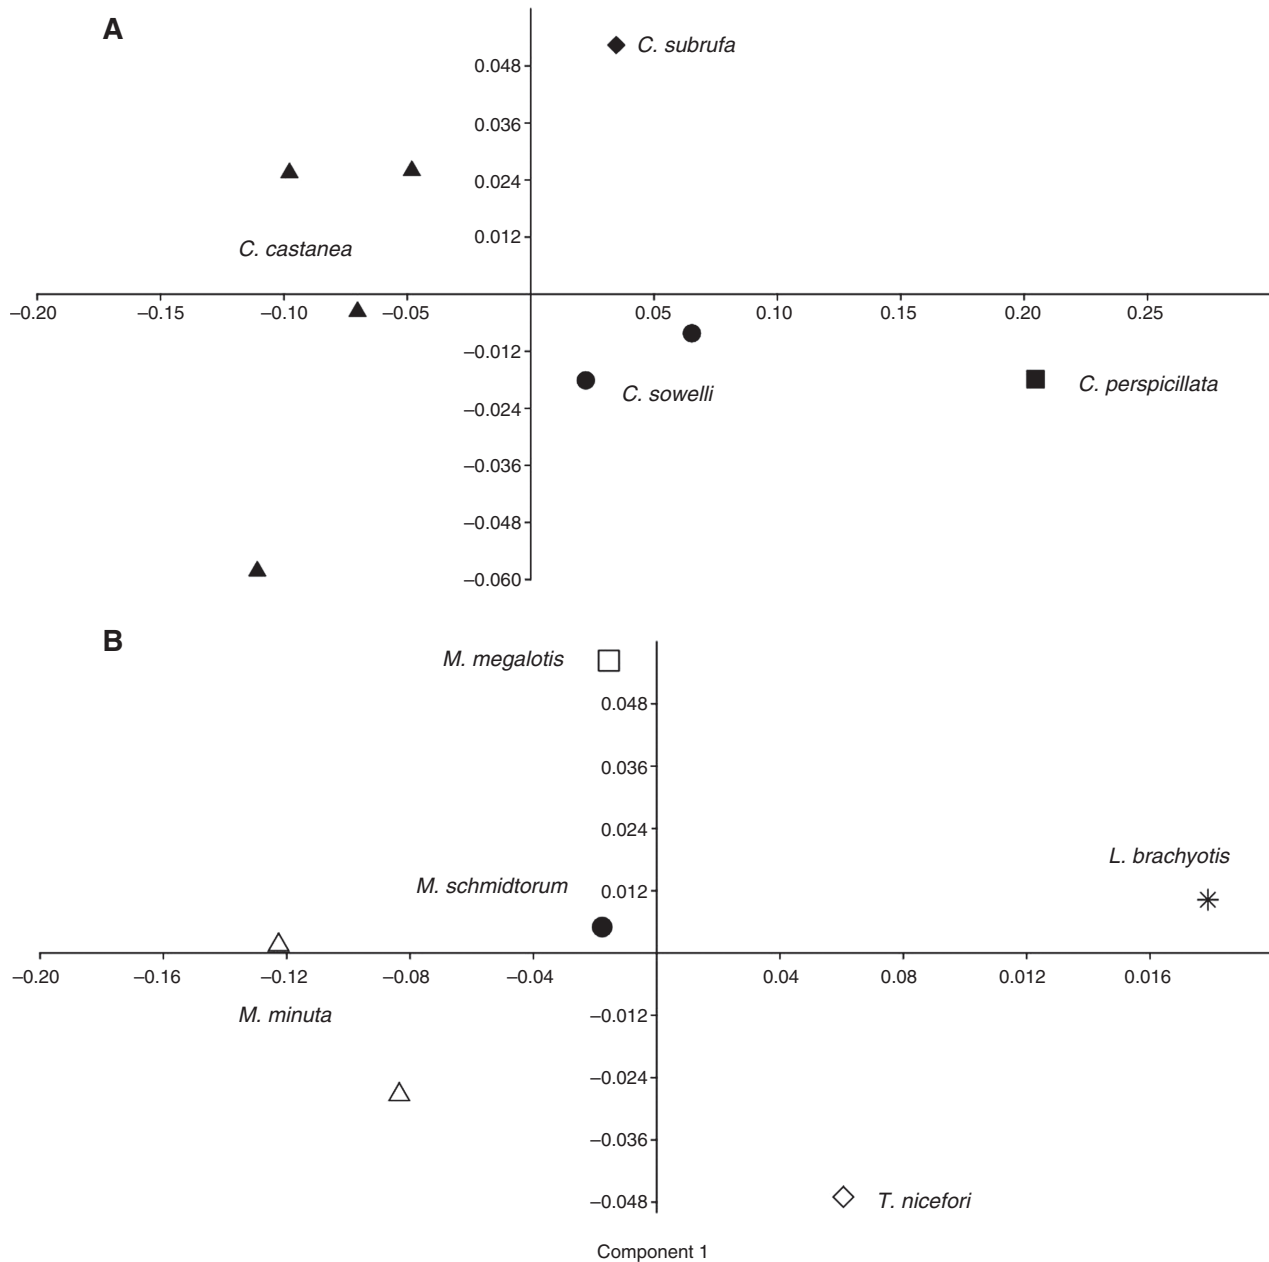 A
C. subrufa
0.048
0.036
0.024
0.012
C. castanea
–0.20 –0.15 –0.10 –0.05 0.05 0.10 0.15 0.20 0.25
–0.012
C. perspicillata
C. sowelli
–0.024
–0.036
–0.048
–0.060
B
M. megalotis
0.048
0.036
0.024
L. brachyotis
M. schmidtorum
0.012
–0.20 –0.16 –0.12 –0.08 –0.04 0.04 0.08 0.012 0.016
M. minuta
–0.012
–0.024
–0.036
–0.048
T. nicefori
Component 1